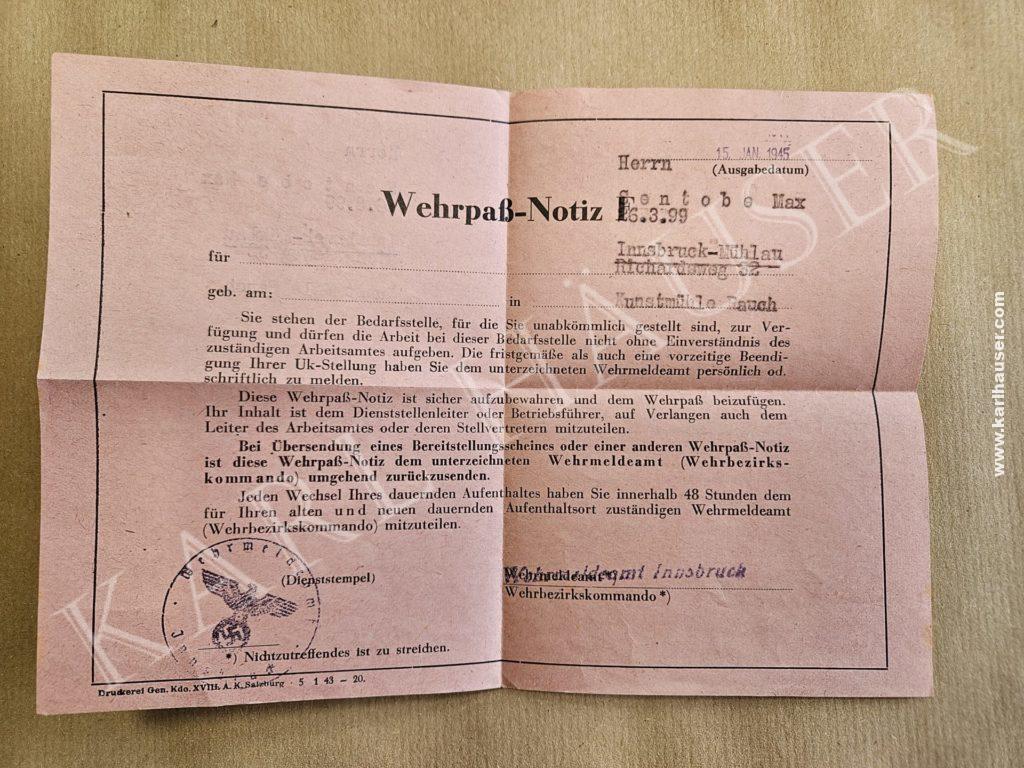 15. JAN. 1945
Herrn
(Ausgabedatum)
Sentobe Max
Wehrpaß-Notiz E
26.3.99
Innsbruck-Mühlau
für
Richardsweg 32
geb. am: in Kunstmühle Rauch
Sie stehen der Bedarfsstelle, für die Sie unabkömmlich gestellt sind, zur Ver-
fügung und dürfen die Arbeit bei dieser Bedarfsstelle nicht ohne Einverständnis des
zuständigen Arbeitsamtes aufgeben. Die fristgemäße als auch eine vorzeitige Beendi-
gung Ihrer Uk-Stellung haben Sie dem unterzeichneten Wehrmeldeamt persönlich od.
schriftlich zu melden.
Diese Wehrpaß-Notiz ist sicher aufzubewahren und dem Wehrpaß beizufügen.
Ihr Inhalt ist dem Dienststellenleiter oder Betriebsführer, auf Verlangen auch dem
Leiter des Arbeitsamtes oder deren Stellvertretern mitzuteilen.
Bei Übersendung eines Bereitstellungsscheines oder einer anderen Wehrpaß-Notiz
ist diese Wehrpaß-Notiz dem unterzeichneten Wehrmeldeamt (Wehrbezirks-
kommando) umgehend zurückzusenden.
Jeden Wechsel Ihres dauernden Aufenthaltes haben Sie innerhalb 48 Stunden dem
für Ihren alten und neuen dauernden Aufenthaltsort zuständigen Wehrmeldeamt
(Wehrbezirkskommando) mitzuteilen.
Wehrmeldeamt
Innsbruck
(Dienststempel)
Wehrmeldeamt
Wehrmeldeamt Innsbruck
Wehrbezirkskommando *)
*) Nichtzutreffendes ist zu streichen.
Druckerei Gen. Kdo. XVIII. A. K. Salzburg · 5 1 43 – 20.
KARL HÄUSER
www.karlhauser.com